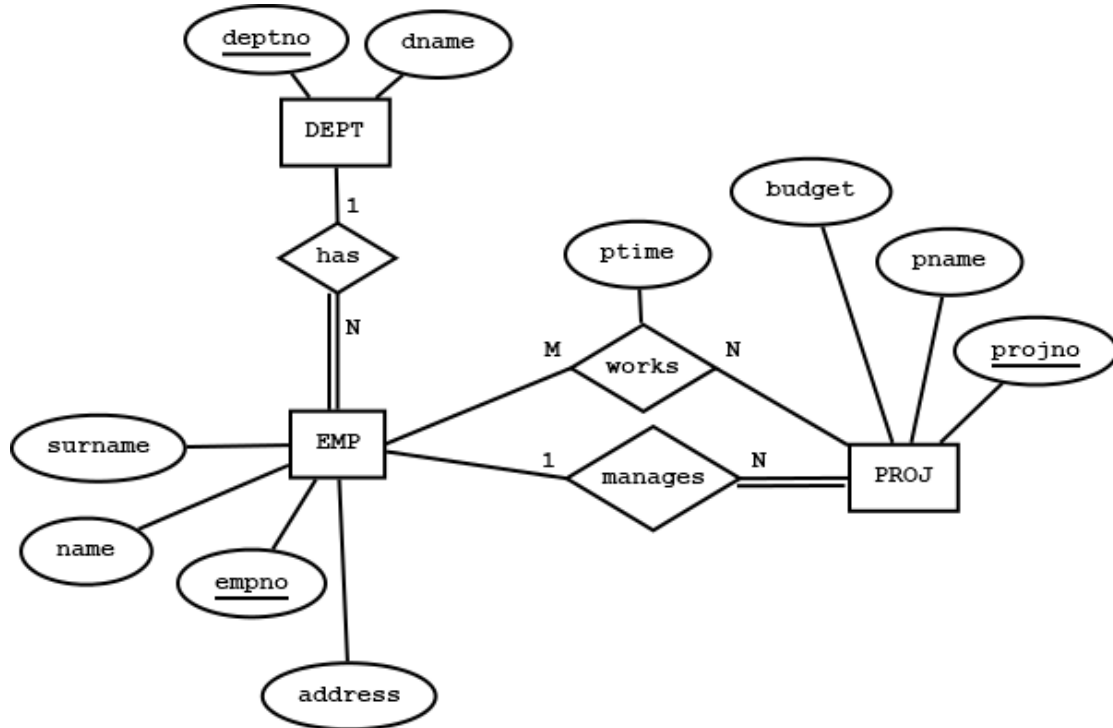 deptno
dname
DEPT
1
has
N
budget
ptime
pname
projno
M
works
N
surname
EMP
1
manages
N
PROJ
name
empno
address